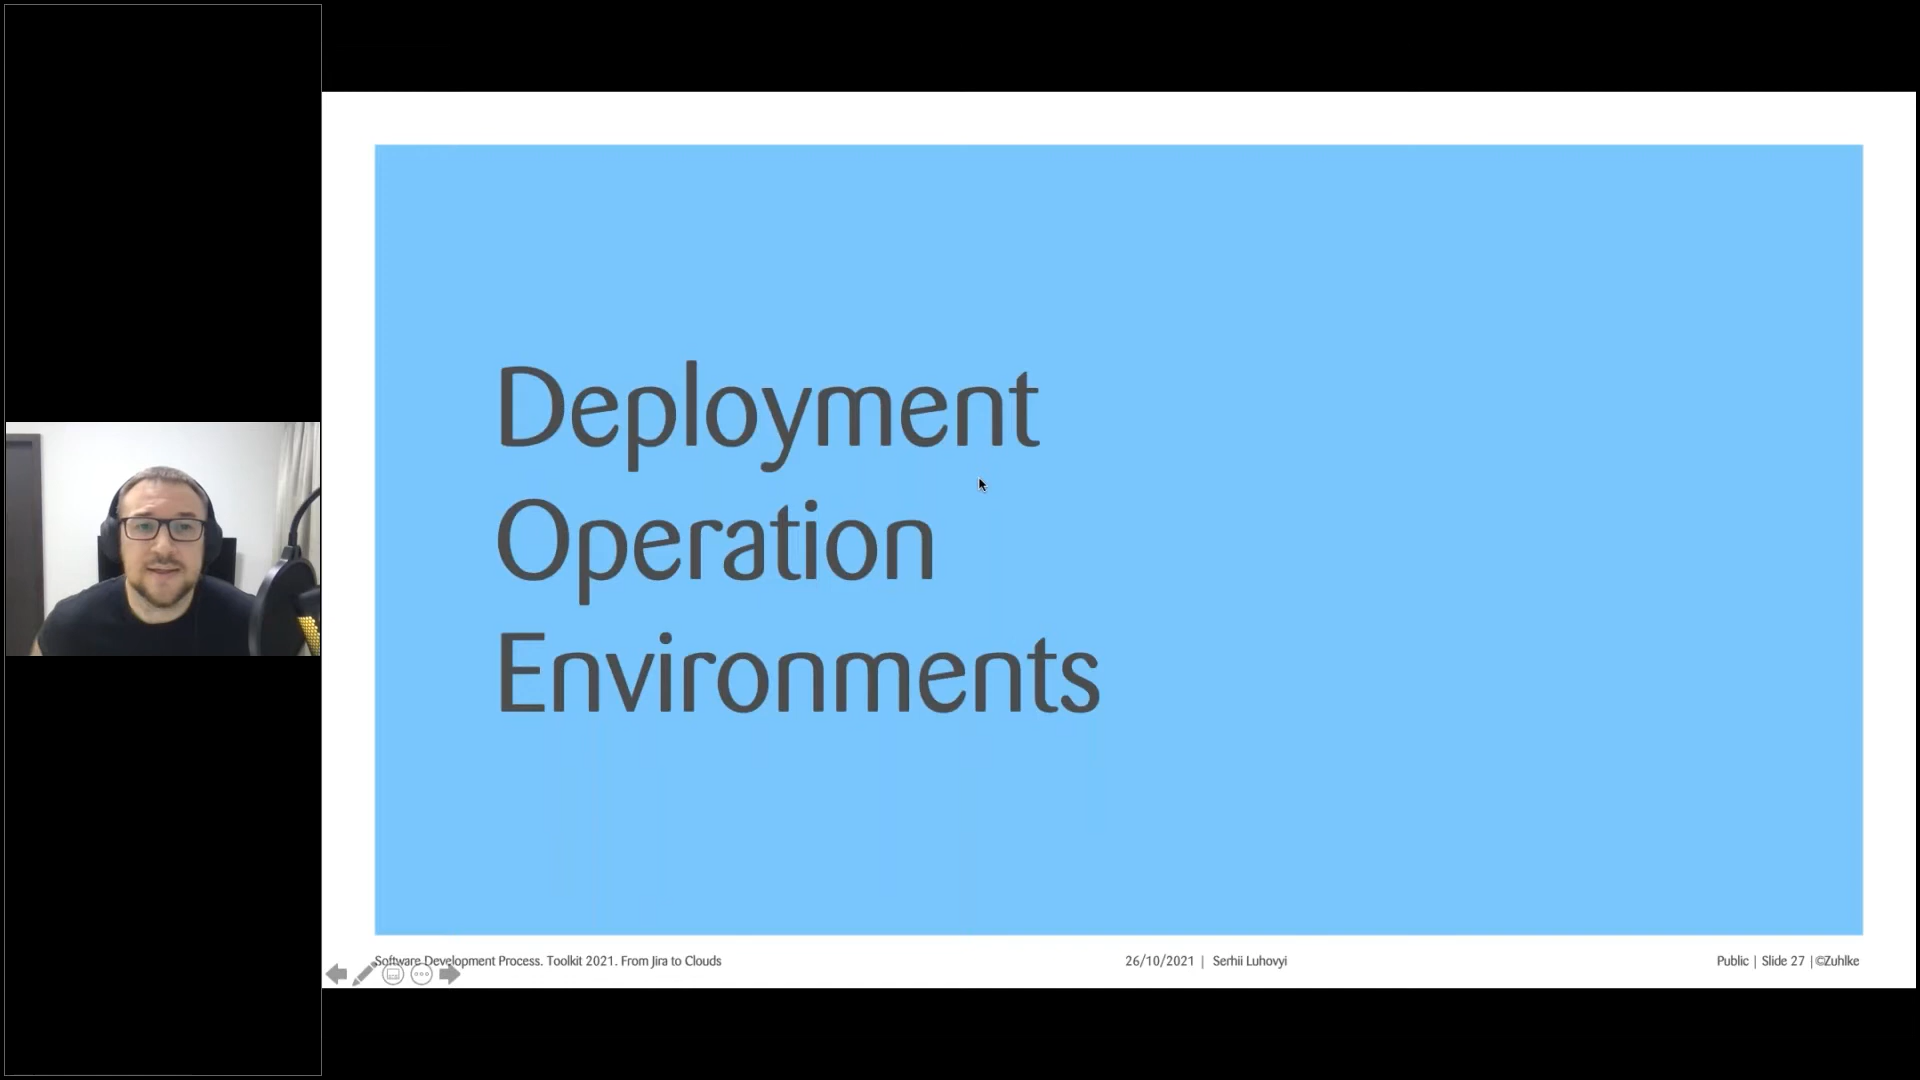 Deployment
Operation
Environments
Software Development Process. Toolkit 2021. From Jira to Clouds
26/10/2021 | Serhii Luhovyi
Public | Slide 27 |©Zuhlke